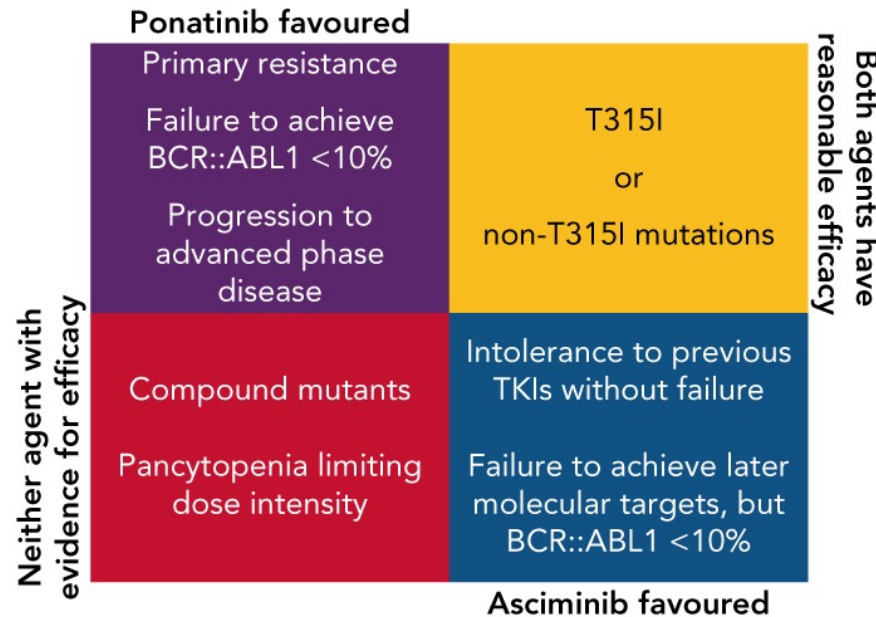 Ponatinib favoured
Primary resistance
Failure to achieve
BCR::ABL1 <10%
Progression to
advanced phase
disease
T315I
or
non-T315I mutations
Both agents have
reasonable efficacy
Neither agent with
evidence for efficacy
Compound mutants
Pancytopenia limiting
dose intensity
Intolerance to previous
TKIs without failure
Failure to achieve later
molecular targets, but
BCR::ABL1 <10%
Asciminib favoured